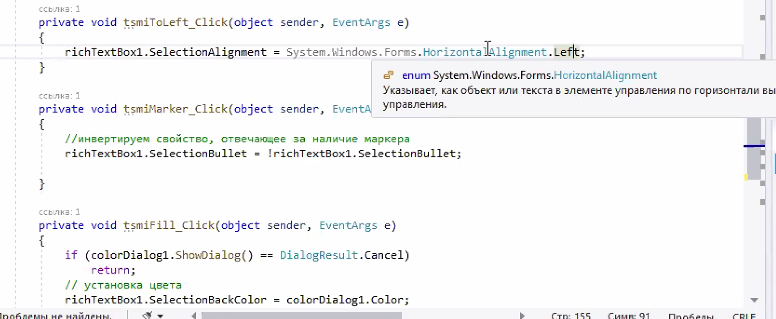 ссылка: 1
private void tsmiToLeft_Click(object sender, EventArgs e)
{
richTextBox1.SelectionAlignment = System.Windows.Forms.HorizontalAlignment.Left;
}
enum System.Windows.Forms.HorizontalAlignment
Указывает, как объект или текста в элементе управления по горизонтали вы
управления.
ссылка: 1
private void tsmiMarker_Click(object sender, EventA
{
//инвертируем свойство, отвечающее за наличие маркера
richTextBox1.SelectionBullet = !richTextBox1.SelectionBullet;
}
ссылка: 1
private void tsmiFill_Click(object sender, EventArgs e)
{
if (colorDialog1.ShowDialog() == DialogResult.Cancel)
return;
// установка цвета
richTextBox1.SelectionBackColor = colorDialog1.Color;
Проблемы не найдены. Стр: 155 Симв: 91 Пробелы CRLF